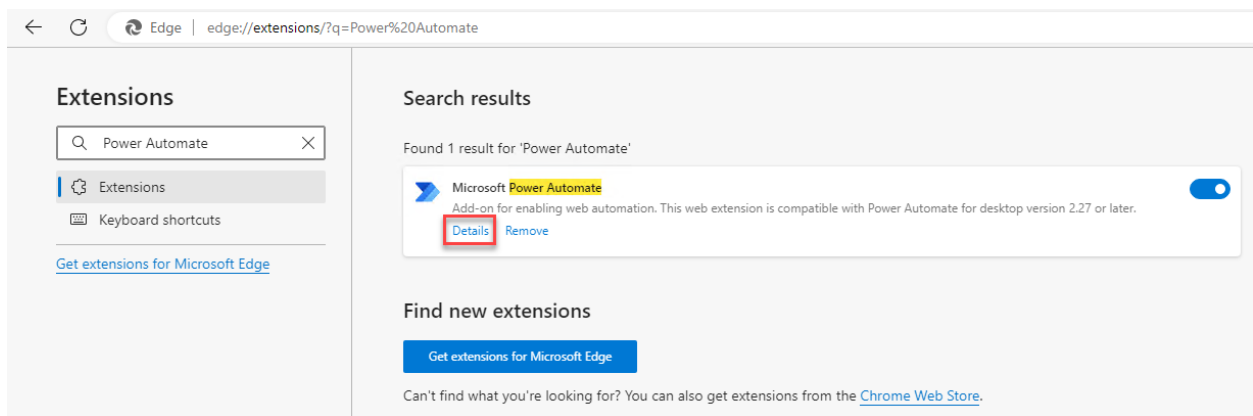 Edge edge://extensions/?q=Power%20Automate
Extensions
Power Automate
Extensions
Keyboard shortcuts
Get extensions for Microsoft Edge
Search results
Found 1 result for 'Power Automate'
Microsoft Power Automate
Add-on for enabling web automation. This web extension is compatible with Power Automate for desktop version 2.27 or later.
Details Remove
Find new extensions
Get extensions for Microsoft Edge
Can't find what you're looking for? You can also get extensions from the Chrome Web Store.